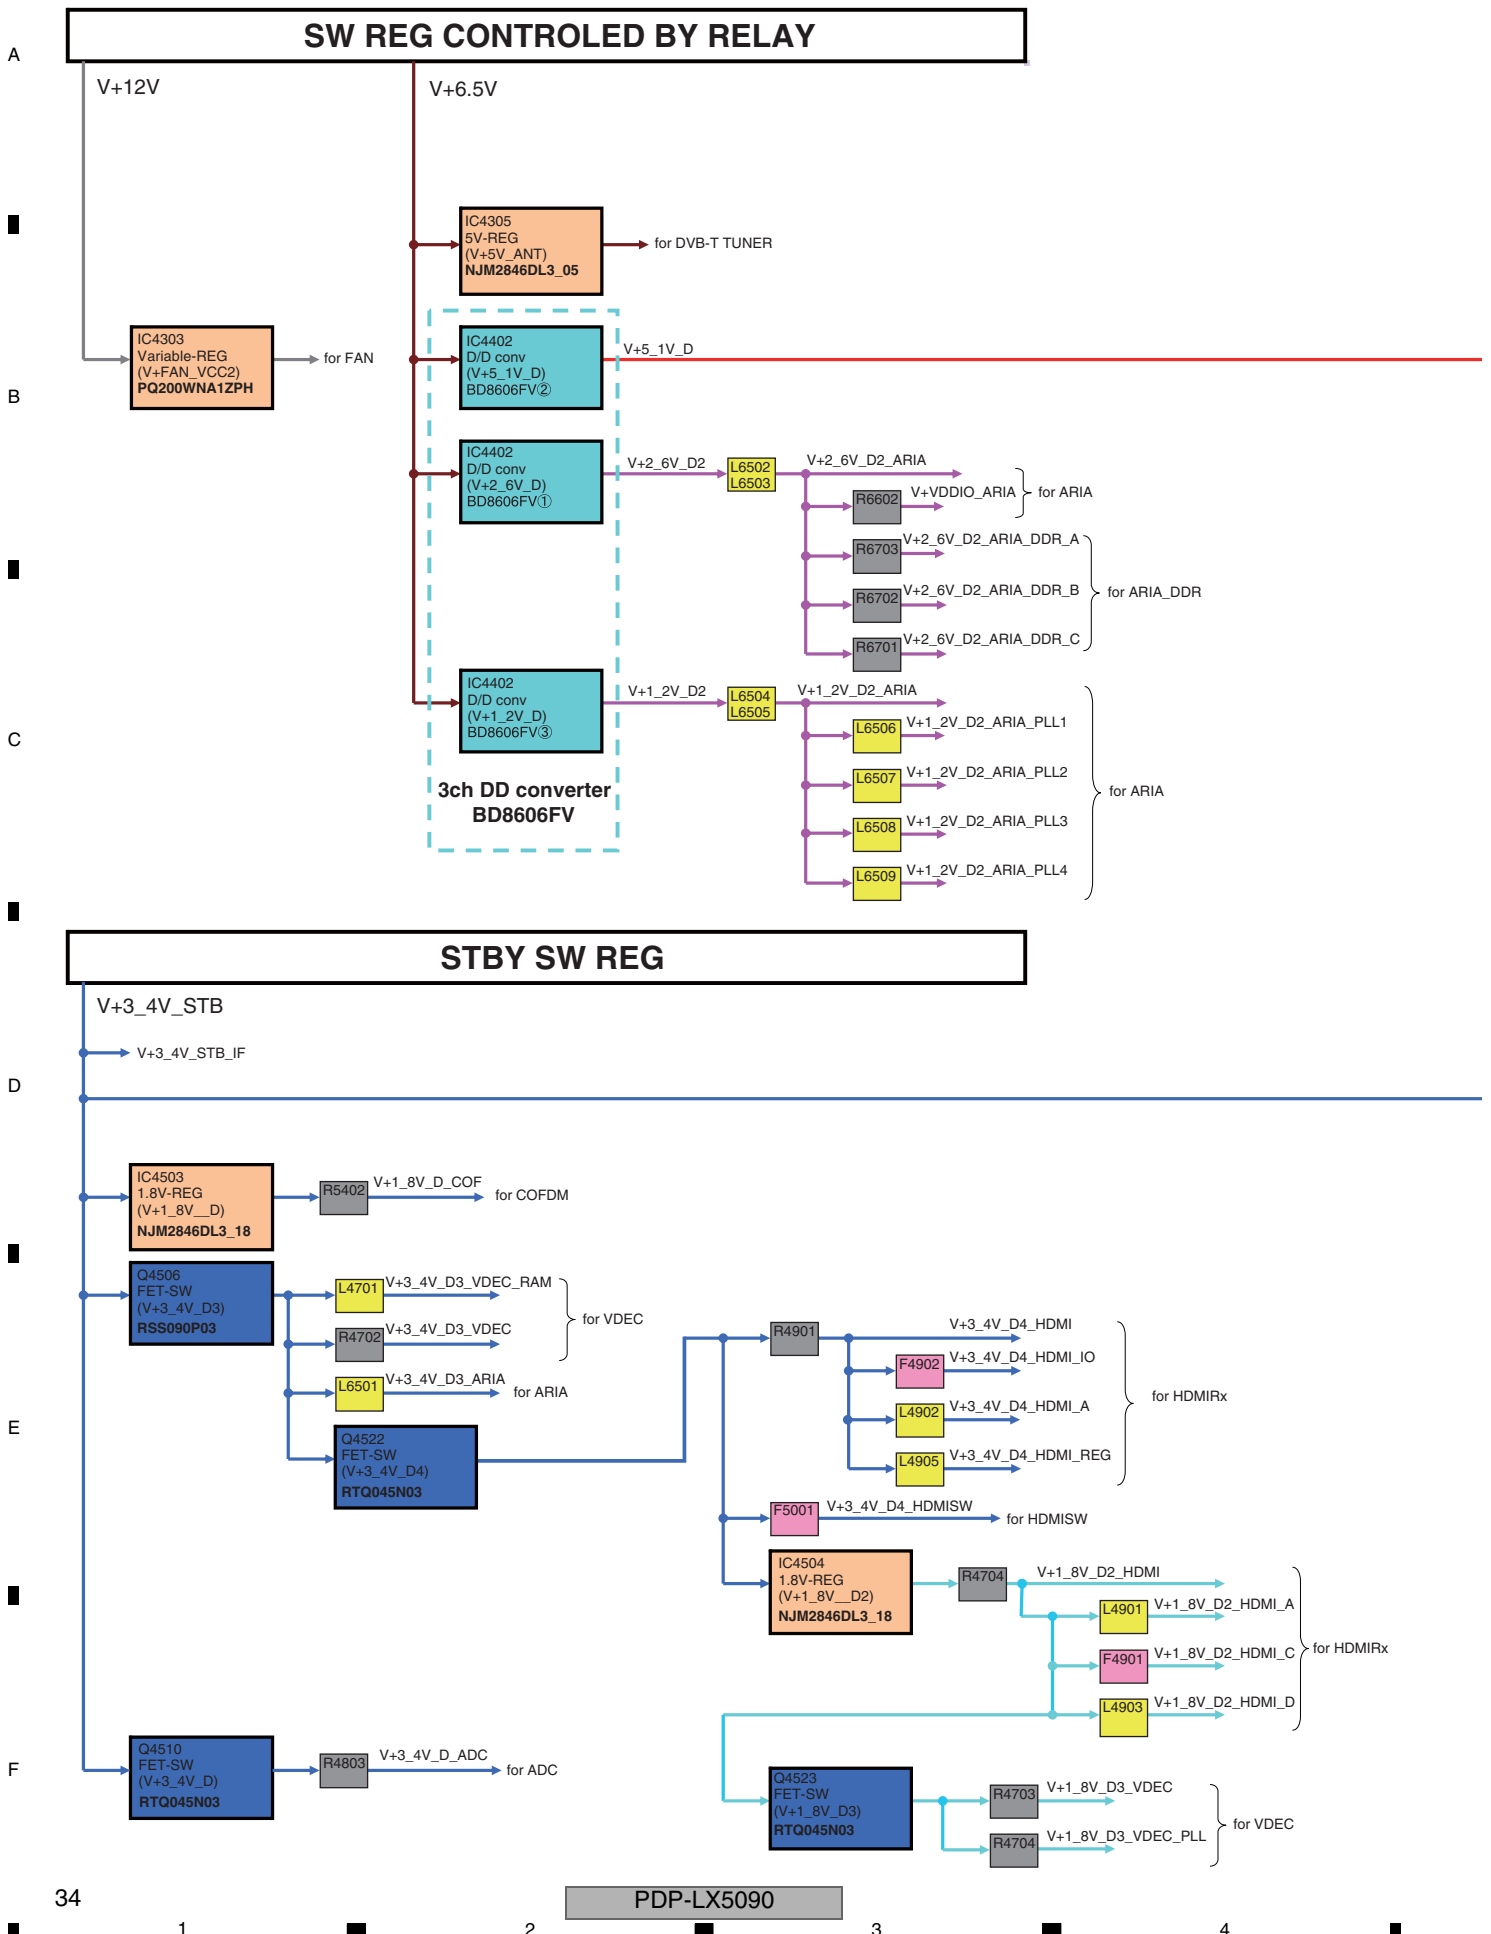 SW REG CONTROLED BY RELAY
A
V+12V
V+6.5V
IC4305
5V-REG
(V+5V_ANT)
NJM2846DL3_05
for DVB-T TUNER
IC4303
Variable-REG
(V+FAN_VCC2)
PQ200WNA1ZPH
for FAN
IC4402
D/D conv
(V+5_1V_D)
BD8606FV②
V+5_1V_D
B
IC4402
D/D conv
(V+2_6V_D)
BD8606FV①
V+2_6V_D2
L6502
L6503
V+2_6V_D2_ARIA
R6602
V+VDDIO_ARIA
for ARIA
R6703
V+2_6V_D2_ARIA_DDR_A
R6702
V+2_6V_D2_ARIA_DDR_B
for ARIA_DDR
R6701
V+2_6V_D2_ARIA_DDR_C
IC4402
D/D conv
(V+1_2V_D)
BD8606FV③
V+1_2V_D2
L6504
L6505
V+1_2V_D2_ARIA
C
L6506
V+1_2V_D2_ARIA_PLL1
L6507
V+1_2V_D2_ARIA_PLL2
for ARIA
L6508
V+1_2V_D2_ARIA_PLL3
L6509
V+1_2V_D2_ARIA_PLL4
3ch DD converter
BD8606FV
STBY SW REG
V+3_4V_STB
V+3_4V_STB_IF
D
IC4503
1.8V-REG
(V+1_8V__D)
NJM2846DL3_18
R5402
V+1_8V_D_COF
for COFDM
Q4506
FET-SW
(V+3_4V_D3)
RSS090P03
L4701
V+3_4V_D3_VDEC_RAM
R4702
V+3_4V_D3_VDEC
for VDEC
L6501
V+3_4V_D3_ARIA
for ARIA
E
Q4522
FET-SW
(V+3_4V_D4)
RTQ045N03
R4901
V+3_4V_D4_HDMI
F4902
V+3_4V_D4_HDMI_IO
L4902
V+3_4V_D4_HDMI_A
L4905
V+3_4V_D4_HDMI_REG
for HDMIRx
F5001
V+3_4V_D4_HDMISW
for HDMISW
IC4504
1.8V-REG
(V+1_8V__D2)
NJM2846DL3_18
R4704
V+1_8V_D2_HDMI
L4901
V+1_8V_D2_HDMI_A
F4901
V+1_8V_D2_HDMI_C
L4903
V+1_8V_D2_HDMI_D
for HDMIRx
F
Q4510
FET-SW
(V+3_4V_D)
RTQ045N03
R4803
V+3_4V_D_ADC
for ADC
Q4523
FET-SW
(V+1_8V_D3)
RTQ045N03
R4703
V+1_8V_D3_VDEC
R4704
V+1_8V_D3_VDEC_PLL
for VDEC
34
PDP-LX5090
1
2
3
4